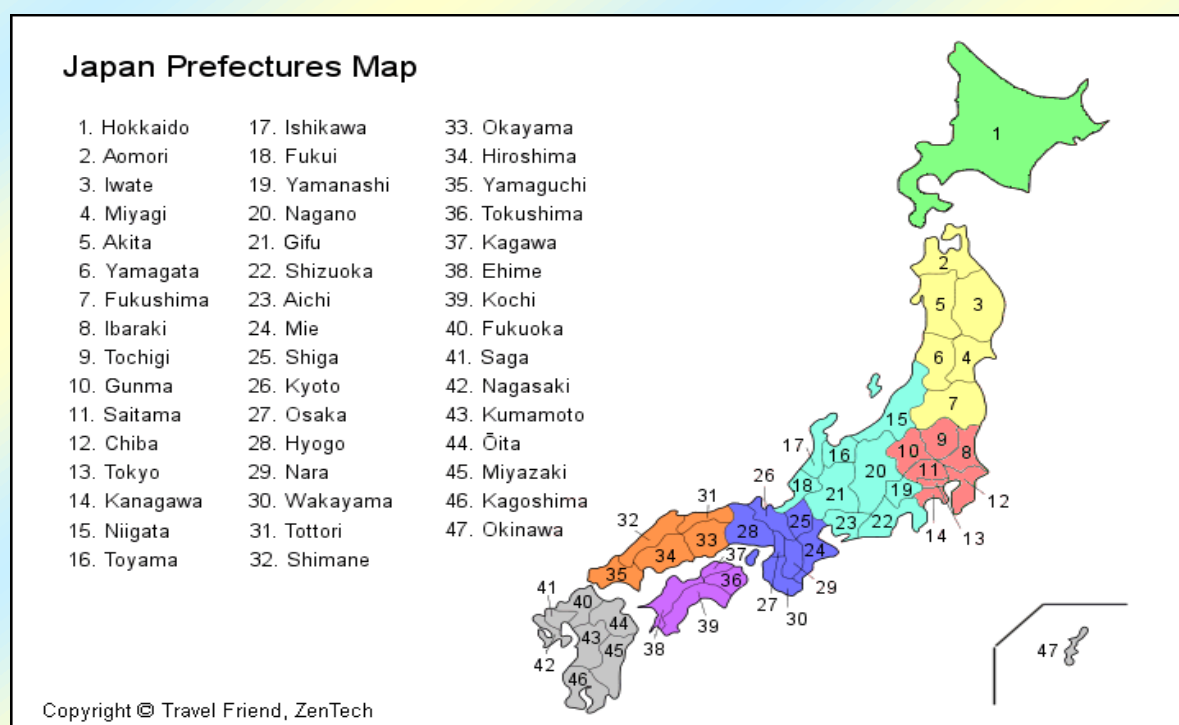 Japan Prefectures Map
1. Hokkaido
2. Aomori
3. Iwate
4. Miyagi
5. Akita
6. Yamagata
7. Fukushima
8. Ibaraki
9. Tochigi
10. Gunma
11. Saitama
12. Chiba
13. Tokyo
14. Kanagawa
15. Niigata
16. Toyama
17. Ishikawa
18. Fukui
19. Yamanashi
20. Nagano
21. Gifu
22. Shizuoka
23. Aichi
24. Mie
25. Shiga
26. Kyoto
27. Osaka
28. Hyogo
29. Nara
30. Wakayama
31. Tottori
32. Shimane
33. Okayama
34. Hiroshima
35. Yamaguchi
36. Tokushima
37. Kagawa
38. Ehime
39. Kochi
40. Fukuoka
41. Saga
42. Nagasaki
43. Kumamoto
44. Ōita
45. Miyazaki
46. Kagoshima
47. Okinawa
1
2
5
3
6
4
7
15
17
16
10
9
8
20
11
18
21
19
12
26
31
32
28
25
23
22
14
13
33
34
24
37
35
36
29
27
30
41
40
39
38
44
43
45
42
46
47
Copyright © Travel Friend, ZenTech